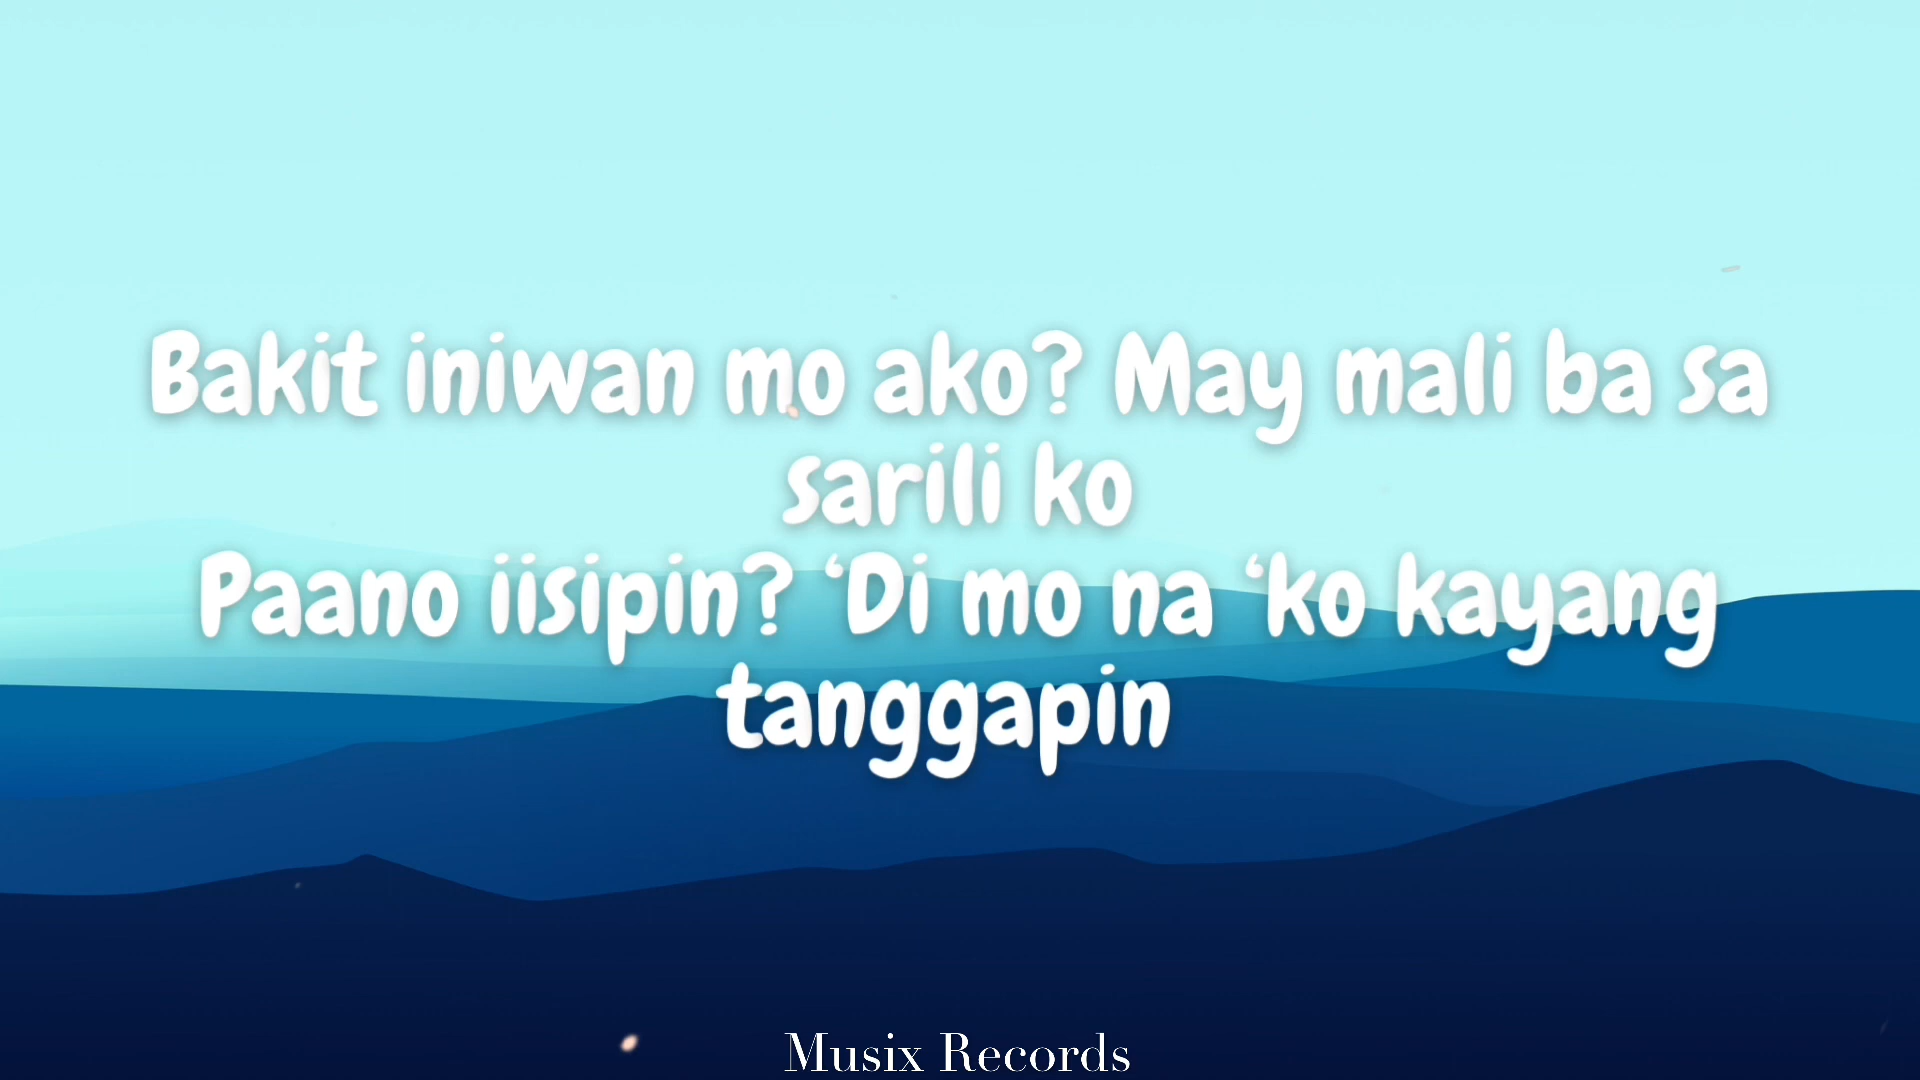 Bakit iniwan mo ako? May mali ba sa
sarili ko
Paano iisipin? ‘Di mo na ‘ko kayang
tanggapin
Musix Records